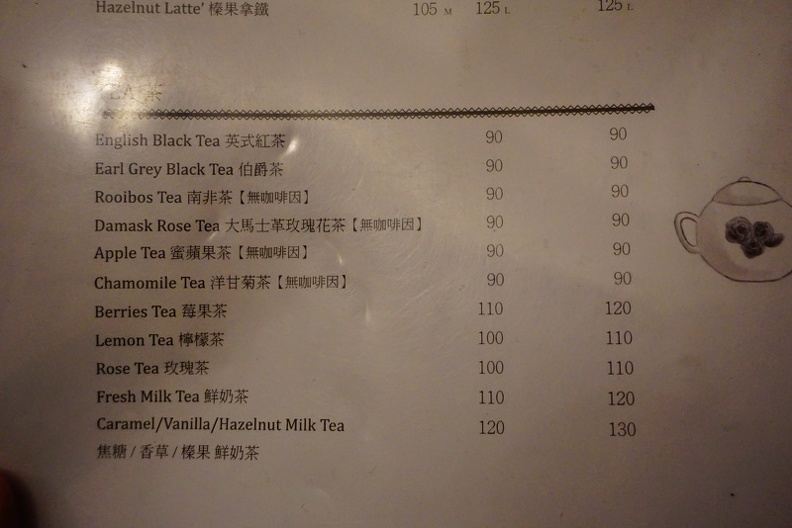 Hazelnut Latte' 榛果拿鐵 105 M 125 L 125 L
TEA 茶
English Black Tea 英式紅茶 90 90
Earl Grey Black Tea 伯爵茶 90 90
Rooibos Tea 南非茶【無咖啡因】 90 90
Damask Rose Tea 大馬士革玫瑰花茶【無咖啡因】 90 90
Apple Tea 蜜蘋果茶【無咖啡因】 90 90
Chamomile Tea 洋甘菊茶【無咖啡因】 90 90
Berries Tea 莓果茶 110 120
Lemon Tea 檸檬茶 100 110
Rose Tea 玫瑰茶 100 110
Fresh Milk Tea 鮮奶茶 110 120
Caramel/Vanilla/Hazelnut Milk Tea 120 130
焦糖 / 香草 / 榛果 鮮奶茶